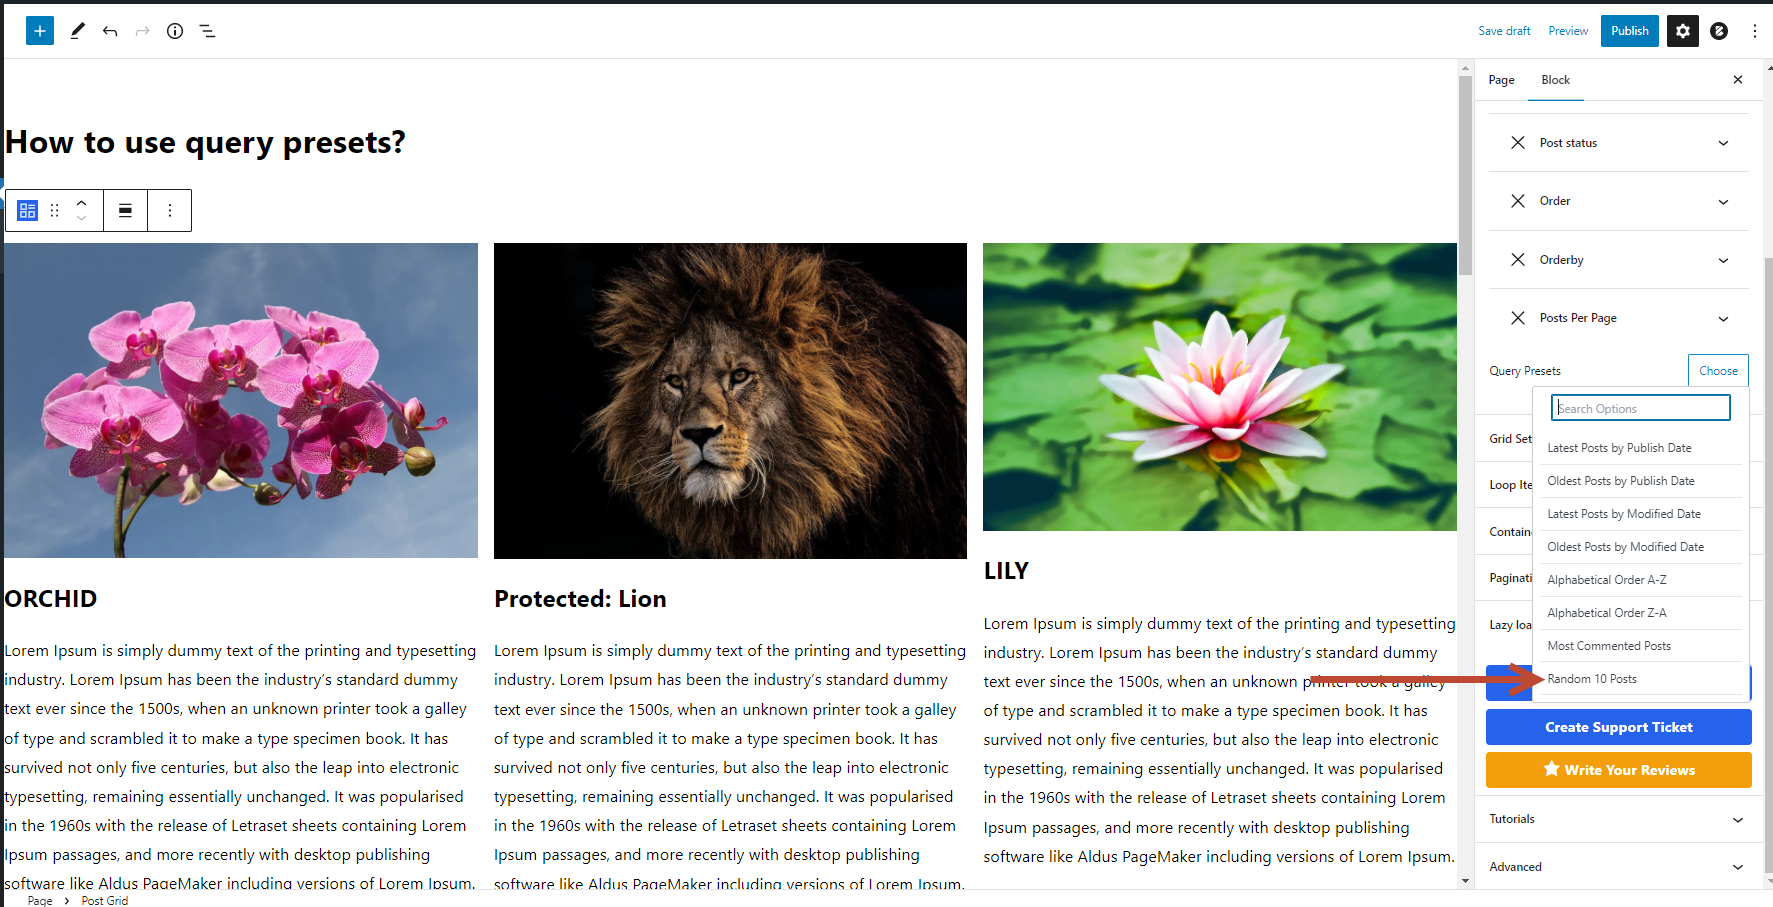 Save draft
Preview
Publish
Page
Block
How to use query presets?
Post status
Order
Orderby
Posts Per Page
Query Presets
Choose
Search Options
Latest Posts by Publish Date
Oldest Posts by Publish Date
Latest Posts by Modified Date
Oldest Posts by Modified Date
Alphabetical Order A-Z
Alphabetical Order Z-A
Most Commented Posts
Random 10 Posts
Grid Set
Loop Ite
Contain
Paginati
Lazy loa
Create Support Ticket
Write Your Reviews
Tutorials
Advanced
ORCHID
Lorem Ipsum is simply dummy text of the printing and typesetting
industry. Lorem Ipsum has been the industry's standard dummy
text ever since the 1500s, when an unknown printer took a galley
of type and scrambled it to make a type specimen book. It has
survived not only five centuries, but also the leap into electronic
typesetting, remaining essentially unchanged. It was popularised
in the 1960s with the release of Letraset sheets containing Lorem
Ipsum passages, and more recently with desktop publishing
software like Aldus PageMaker including versions of Lorem Ipsum.
Protected: Lion
Lorem Ipsum is simply dummy text of the printing and typesetting
industry. Lorem Ipsum has been the industry's standard dummy
text ever since the 1500s, when an unknown printer took a galley
of type and scrambled it to make a type specimen book. It has
survived not only five centuries, but also the leap into electronic
typesetting, remaining essentially unchanged. It was popularised
in the 1960s with the release of Letraset sheets containing Lorem
Ipsum passages, and more recently with desktop publishing
software like Aldus PageMaker including versions of Lorem Ipsum.
LILY
Lorem Ipsum is simply dummy text of the printing and typesetting
industry. Lorem Ipsum has been the industry's standard dummy
text ever since the 1500s, when an unknown printer took a galley
of type and scrambled it to make a type specimen book. It has
survived not only five centuries, but also the leap into electronic
typesetting, remaining essentially unchanged. It was popularised
in the 1960s with the release of Letraset sheets containing Lorem
Ipsum passages, and more recently with desktop publishing
software like Aldus PageMaker including versions of Lorem Ipsum.
Page > Post Grid